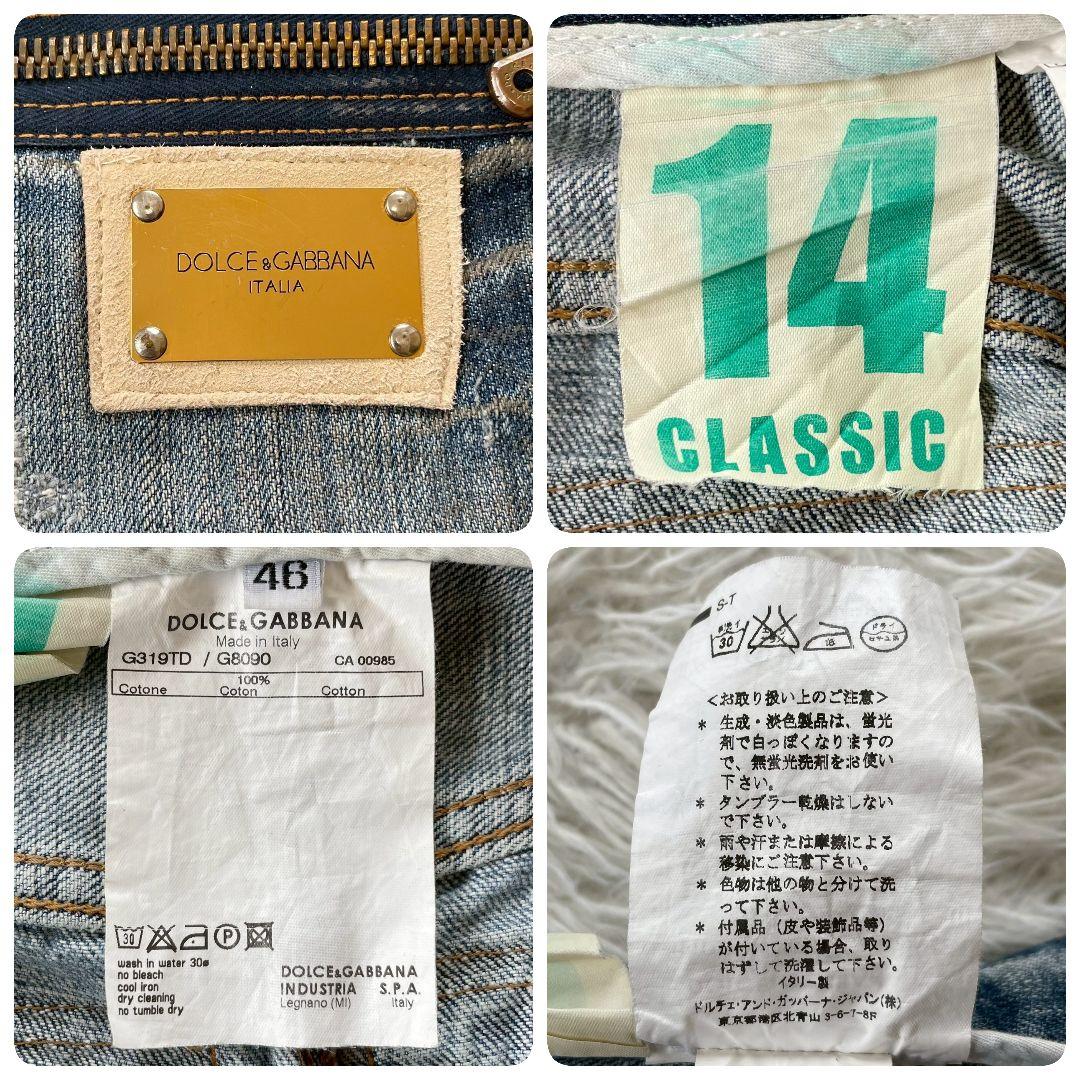 DOLCE&GABBANA
ITALIA
14
CLASSIC
46
DOLCE&GABBANA
Made in Italy
G319TD / G8090 CA 00985
100%
Cotone Coton Cotton
30 P
wash in water 30ø
no bleach
cool iron
dry cleaning
no tumble dry
DOLCE&GABBANA
INDUSTRIA S.P.A.
Legnano (MI) Italy
S-T
30 ドライ
<お取り扱い上のご注意>
* 生成・淡色製品は、蛍光
剤で白っぽくなりますの
で、無蛍光洗剤をお使い
下さい。
* タンブラー乾燥はしない
で下さい。
* 雨や汗または摩擦による
移染にご注意下さい。
* 色物は他の物と分けて洗
って下さい。
* 付属品(皮や装飾品等)
が付いている場合、取り
はずして洗濯して下さい。
イタリー製
ドルチェ・アンド・ガッバーナ・ジャパン(株)
東京都港区北青山3-6-7-8F